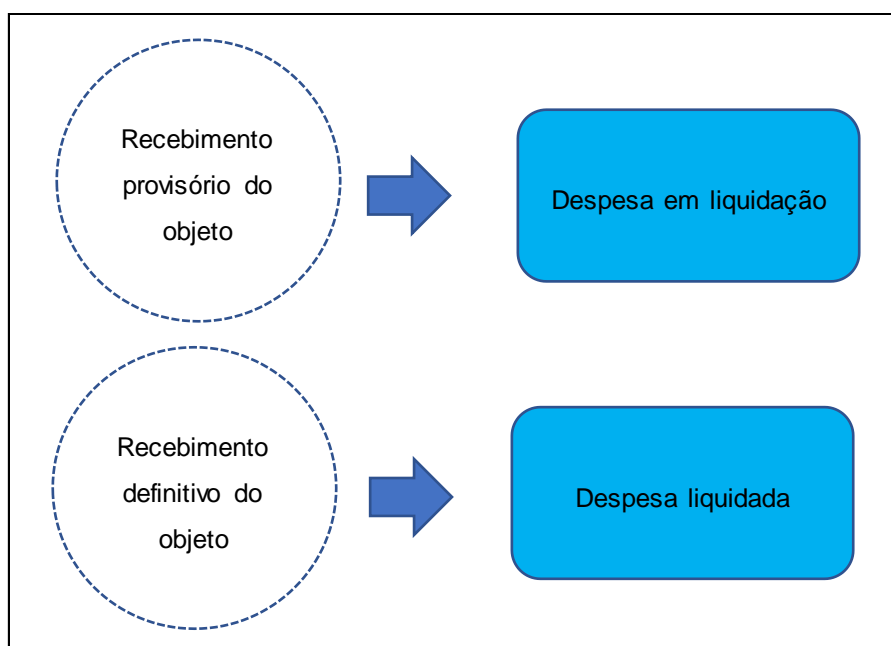 Recebimento
provisório do
objeto
Despesa em liquidação
Recebimento
definitivo do
objeto
Despesa liquidada